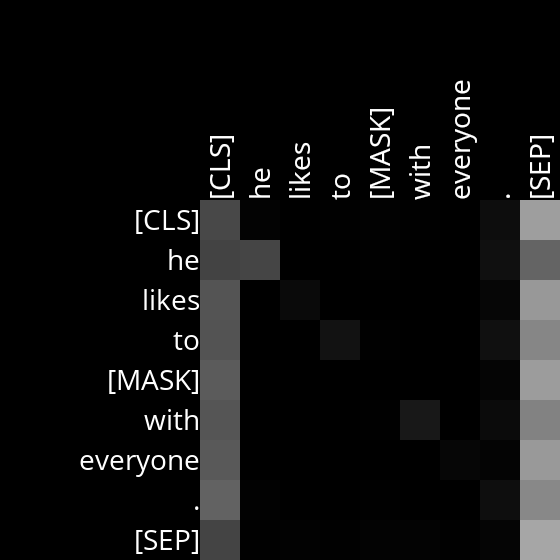 [CLS]
he
likes
to
[MASK]
with
everyone
.
[SEP]
[CLS]
he
likes
to
[MASK]
with
everyone
.
[SEP]